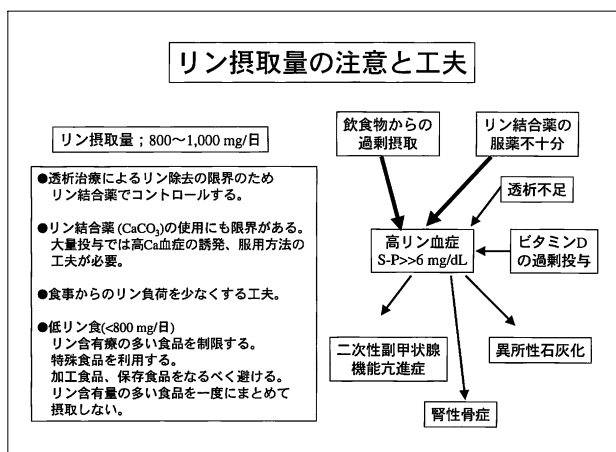 リン摂取量の注意と工夫
リン摂取量；800～1,000 mg/日
●透析治療によるリン除去の限界のため
リン結合薬でコントロールする。
●リン結合薬 (CaCO₃)の使用にも限界がある。
大量投与では高Ca血症の誘発、服用方法の
工夫が必要。
●食事からのリン負荷を少なくする工夫。
●低リン食(<800 mg/日)
リン含有療の多い食品を制限する。
特殊食品を利用する。
加工食品、保存食品をなるべく避ける。
リン含有量の多い食品を一度にまとめて
摂取しない。
飲食物からの
過剰摂取
リン結合薬の
服薬不十分
透析不足
高リン血症
S-P>>6 mg/dL
ビタミンD
の過剰投与
二次性副甲状腺
機能亢進症
腎性骨症
異所性石灰化